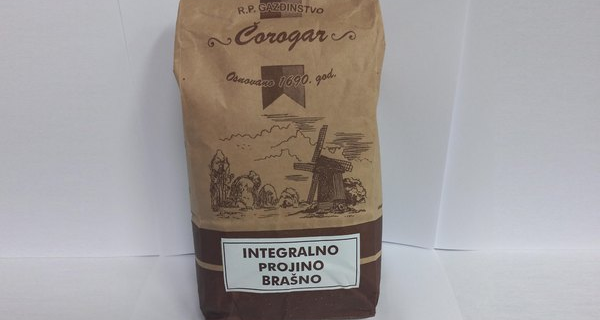 R.P. GAZDINSTVO
Čorogar
Osnovano 1690. god.
INTEGRALNO
PROJINO
BRAŠNO